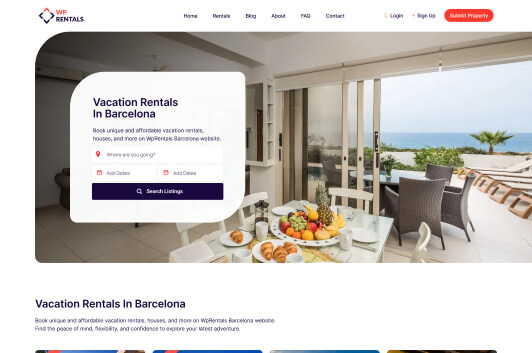 WP
RENTALS
Home Rentals Blog About FAQ Contact
Login Sign Up Submit Property
Vacation Rentals
In Barcelona
Book unique and affordable vacation rentals,
houses, and more on WpRentals Barcelona website.
Where are you going?
Add Dates Add Dates
Search Listings
Vacation Rentals In Barcelona
Book unique and affordable vacation rentals, houses, and more on WpRentals Barcelona website.
Find the peace of mind, flexibility, and confidence to explore your latest adventure.